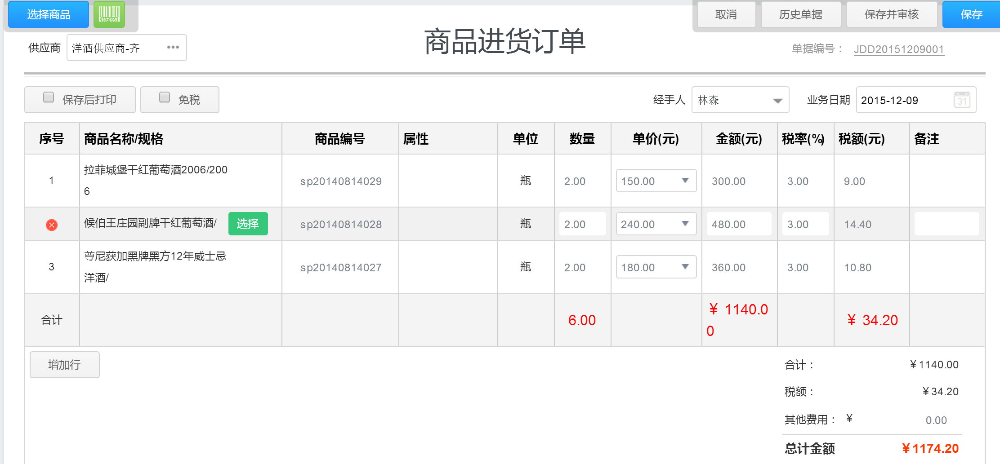 选择商品
取消
历史单据
保存并审核
保存
商品进货订单
供应商
洋酒供应商-齐
单据编号：
JDD20151209001
保存后打印
免税
经手人
林森
业务日期
2015-12-09
31
序号 商品名称/规格 商品编号 属性 单位 数量 单价(元) 金额(元) 税率(%) 税额(元) 备注
拉菲城堡干红葡萄酒2006/200
1 sp20140814029 瓶 2.00 150.00 300.00 3.00 9.00
6
候伯王庄园副牌干红葡萄酒/ 选择 sp20140814028 瓶 2.00 240.00 480.00 3.00 14.40
尊尼获加黑牌黑方12年威士忌
3 sp20140814027 瓶 2.00 180.00 360.00 3.00 10.80
洋酒/
¥ 1140.0
合计 6.00 ¥ 34.20
0
增加行
合计： ¥1140.00
税额： ¥34.20
其他费用： ¥ 0.00
总计金额 ¥1174.20